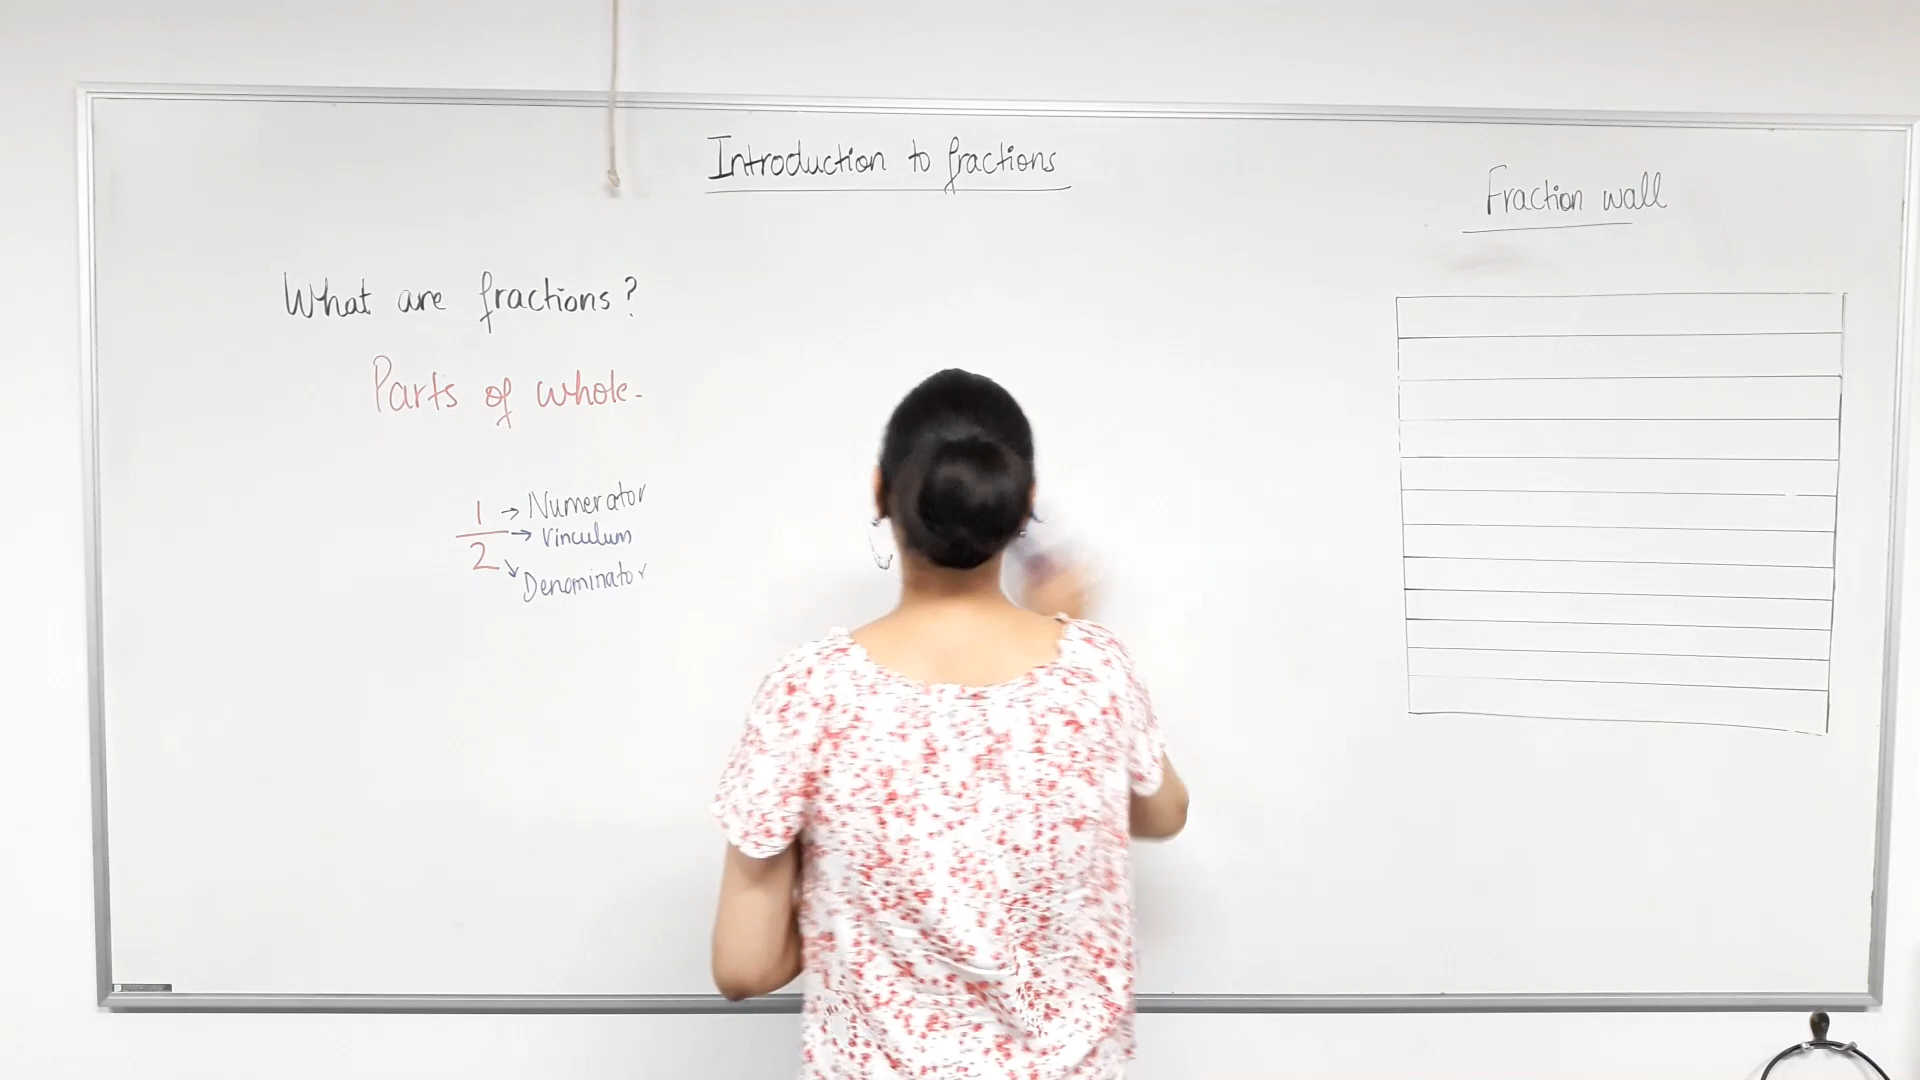 Introduction to fractions
Fraction wall
What are fractions?
Parts of whole.
1 → Numerator
→ Vinculum
2 ↘ Denominator